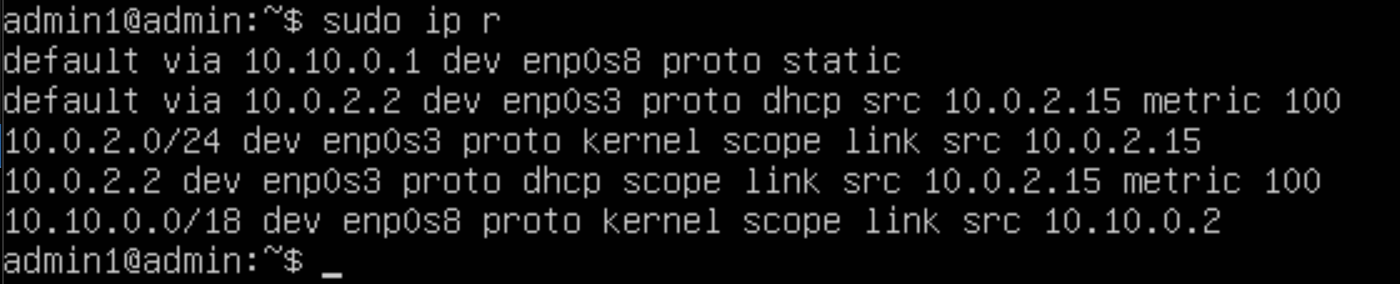 admin1@admin:~$ sudo ip r
default via 10.10.0.1 dev enp0s8 proto static
default via 10.0.2.2 dev enp0s3 proto dhcp src 10.0.2.15 metric 100
10.0.2.0/24 dev enp0s3 proto kernel scope link src 10.0.2.15
10.0.2.2 dev enp0s3 proto dhcp scope link src 10.0.2.15 metric 100
10.10.0.0/18 dev enp0s8 proto kernel scope link src 10.10.0.2
admin1@admin:~$ _